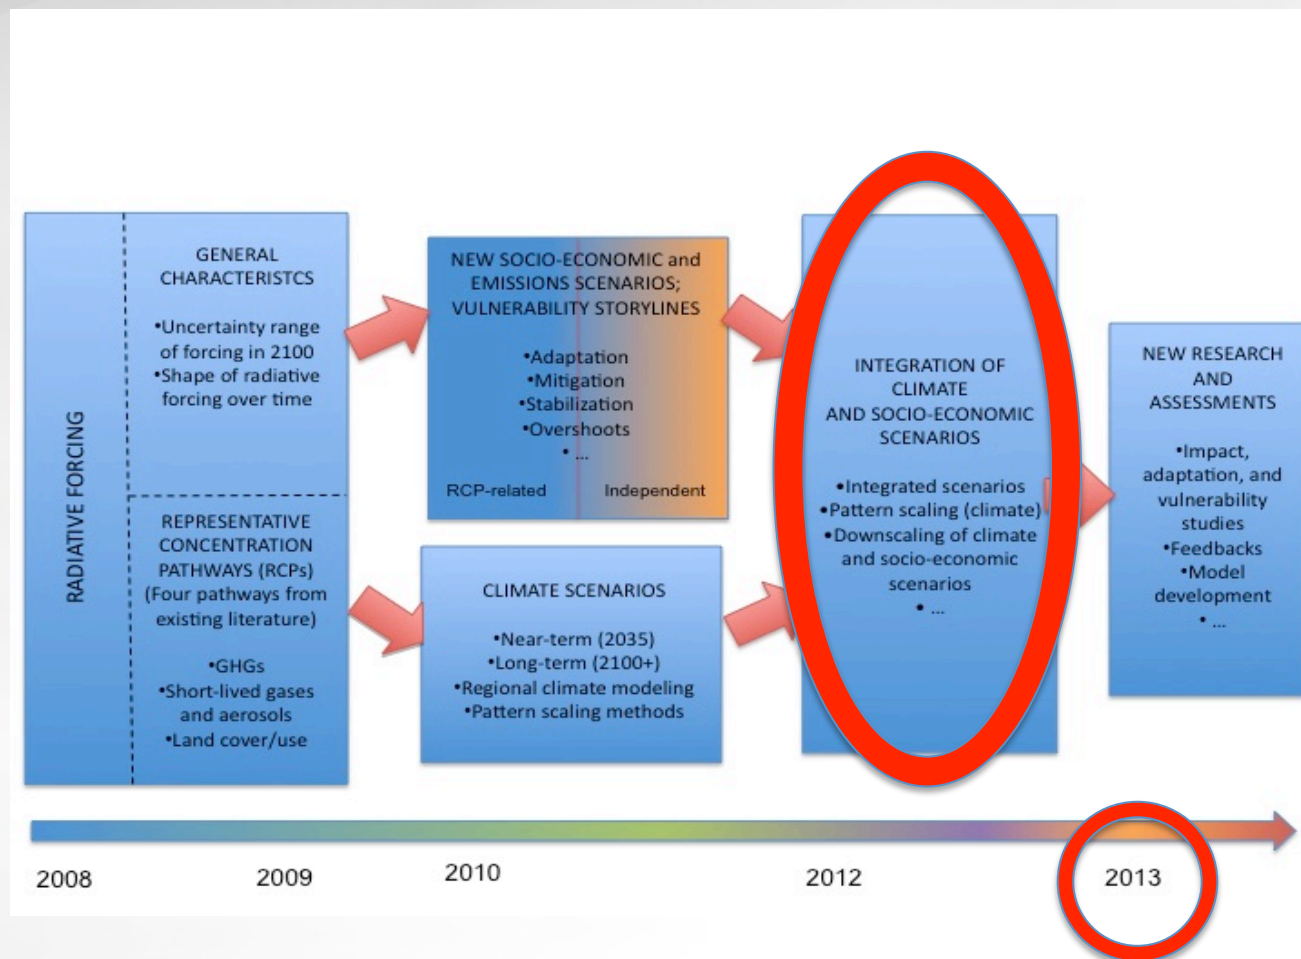 RADIATIVE FORCING
GENERAL
CHARACTERISTCS
•Uncertainty range
of forcing in 2100
•Shape of radiative
forcing over time
REPRESENTATIVE
CONCENTRATION
PATHWAYS (RCPs)
(Four pathways from
existing literature)
•GHGs
•Short-lived gases
and aerosols
•Land cover/use
NEW SOCIO-ECONOMIC and
EMISSIONS SCENARIOS;
VULNERABILITY STORYLINES
•Adaptation
•Mitigation
•Stabilization
•Overshoots
• ...
RCP-related
Independent
CLIMATE SCENARIOS
•Near-term (2035)
•Long-term (2100+)
•Regional climate modeling
•Pattern scaling methods
INTEGRATION OF
CLIMATE
AND SOCIO-ECONOMIC
SCENARIOS
•Integrated scenarios
•Pattern scaling (climate)
•Downscaling of climate
and socio-economic
scenarios
• ...
NEW RESEARCH
AND
ASSESSMENTS
•Impact,
adaptation, and
vulnerability
studies
•Feedbacks
•Model
development
• ...
2008
2009
2010
2012
2013